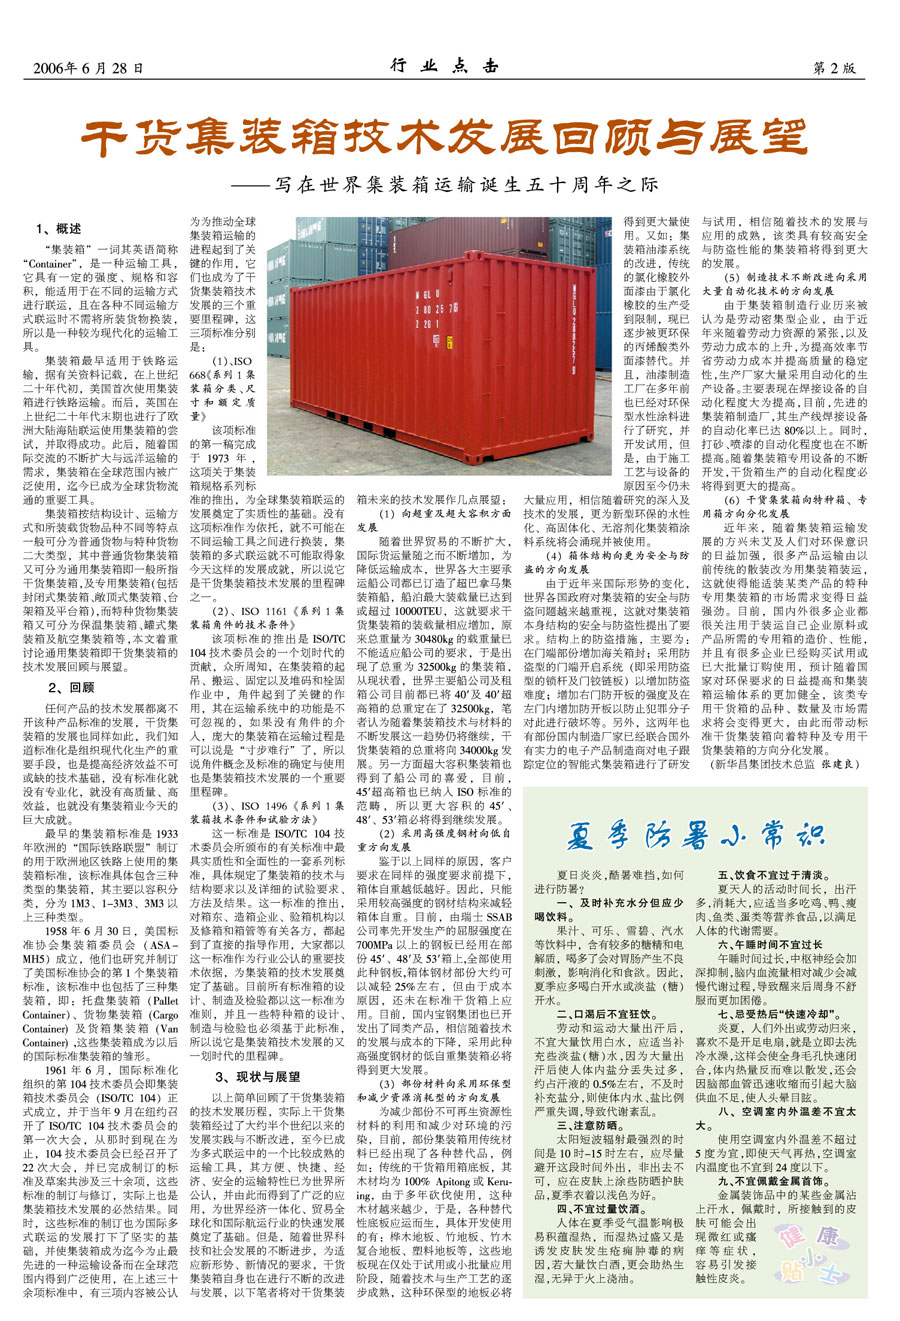 2006年 6 月 28 日
行 业 点 击
第 2 版
干货集装箱技术发展回顾与展望
——写在世界集装箱运输诞生五十周年之际
1、概述
“集装箱”一词其英语简称
“Container”，是一种运输工具，
它具有一定的强度、规格和容
积，能适用于在不同的运输方式
进行联运，且在各种不同运输方
式联运时不需将所装货物换装，
所以是一种较为现代化的运输工
具。
集装箱最早适用于铁路运
输，据有关资料记载，在上世纪
二十年代初，美国首次使用集装
箱进行铁路运输。而后，英国在
上世纪二十年代末期也进行了欧
洲大陆海陆联运使用集装箱的尝
试，并取得成功。此后，随着国
际交流的不断扩大与远洋运输的
需求，集装箱在全球范围内被广
泛使用，迄今已成为全球货物流
通的重要工具。
集装箱按结构设计、运输方
式和所装载货物品种不同等特点
一般可分为普通货物与特种货物
二大类型，其中普通货物集装箱
又可分为通用集装箱即一般所指
干货集装箱，及专用集装箱（包括
封闭式集装箱、敞顶式集装箱、台
架箱及平台箱），而特种货物集装
箱又可分为保温集装箱、罐式集
装箱及航空集装箱等，本文着重
讨论通用集装箱即干货集装箱的
技术发展回顾与展望。
2、回顾
任何产品的技术发展都离不
开该种产品标准的发展，干货集
装箱的发展也同样如此，我们知
道标准化是组织现代化生产的重
要手段，也是提高经济效益不可
或缺的技术基础，没有标准化就
没有专业化，就没有高质量、高
效益，也就没有集装箱业今天的
巨大成就。
最早的集装箱标准是 1933
年欧洲的“国际铁路联盟”制订
的用于欧洲地区铁路上使用的集
装箱标准，该标准具体包含三种
类型的集装箱，其主要以容积分
类，分为 1M3、1-3M3、3M3 以
上三种类型。
1958 年 6 月 30 日，美国标
准协会集装箱委员会（ASA-
MH5）成立，他们也研究并制订
了美国标准协会的第 1 个集装箱
标准，该标准中也包括了三种集
装箱，即：托盘集装箱（Pallet
Container）、货物集装箱（Cargo
Container）及货箱集装箱（Van
Container），这些集装箱成为以后
的国际标准集装箱的雏形。
1961 年 6 月，国际标准化
组织的第 104 技术委员会即集装
箱技术委员会（ISO/TC 104）正
式成立，并于当年 9 月在纽约召
开了 ISO/TC 104 技术委员会的
第一次大会，从那时到现在为
止，104 技术委员会已经召开了
22 次大会，并已完成制订的标
准及草案共涉及三十余项，这些
标准的制订与修订，实际上也是
集装箱技术发展的必然结果。同
时，这些标准的制订也为国际多
式联运的发展打下了坚实的基
础，并使集装箱成为迄今为止最
先进的一种运输设备而在全球范
围内得到广泛使用，在上述三十
余项标准中，有三项内容被公认
为为推动全球
集装箱运输的
进程起到了关
键的作用，它
们也成为了干
货集装箱技术
发展的三个重
要里程碑，这
三项标准分别
是：
（1）、ISO
668《系列 1 集
装箱分类、尺
寸和额定质
量》
该项标准
的第一稿完成
于 1973 年，
这项关于集装
箱规格系列标
准的推出，为全球集装箱联运的
发展奠定了实质性的基础。没有
这项标准作为依托，就不可能在
不同运输工具之间进行换装，集
装箱的多式联运就不可能取得象
今天这样的发展成就，所以说它
是干货集装箱技术发展的里程碑
之一。
（2）、ISO 1161《系列 1 集
装箱角件的技术条件》
该项标准的推出是 ISO/TC
104 技术委员会的一个划时代的
贡献，众所周知，在集装箱的起
吊、搬运、固定以及堆码和栓固
作业中，角件起到了关键的作
用，其在运输系统中的功能是不
可忽视的，如果没有角件的介
入，庞大的集装箱在运输过程是
可以说是“寸步难行”了，所以
说角件概念及标准的确定与使用
也是集装箱技术发展的一个重要
里程碑。
（3）、ISO 1496《系列 1 集
装箱技术条件和试验方法》
这一标准是 ISO/TC 104 技
术委员会所颁布的有关标准中最
具实质性和全面性的一套系列标
准，具体规定了集装箱的技术与
结构要求以及详细的试验要求、
方法及结果。这一标准的推出，
对箱东、造箱企业、验箱机构以
及修箱和箱管等有关各方，都起
到了直接的指导作用，大家都以
这一标准作为行业公认的重要技
术依据，为集装箱的技术发展奠
定了基础。目前所有标准箱的设
计、制造及检验都以这一标准为
准则，并且一些特种箱的设计、
制造与检验也必须基于此标准，
所以说它是集装箱技术发展的又
一划时代的里程碑。
3、现状与展望
以上简单回顾了干货集装箱
的技术发展历程，实际上干货集
装箱经过了大约半个世纪以来的
发展实践与不断改进，至今已成
为多式联运中的一个比较成熟的
运输工具，其方便、快捷、经
济、安全的运输特性已为世界所
公认，并由此而得到了广泛的应
用，为世界经济一体化、贸易全
球化和国际航运行业的快速发展
奠定了基础。但是，随着世界科
技和社会发展的不断进步，为适
应新形势、新情况的要求，干货
集装箱自身也在进行不断的改进
与发展，以下笔者将对干货集装
箱未来的技术发展作几点展望：
（1）向超重及超大容积方面
发展
随着世界贸易的不断扩大，
国际货运量随之而不断增加，为
降低运输成本，世界各大主要承
运船公司都已订造了超巴拿马集
装箱船，船泊最大装载量已达到
或超过 10000TEU，这就要求干
货集装箱的装载量相应增加，原
来总重量为 30480kg 的载重量已
不能适应船公司的要求，于是出
现了总重为 32500kg 的集装箱，
从现状看，世界主要船公司及租
箱公司目前都已将 40′及 40′超
高箱的总重定在了 32500kg，笔
者认为随着集装箱技术与材料的
不断发展这一趋势仍将继续，干
货集装箱的总重将向 34000kg 发
展。另一方面超大容积集装箱也
得到了船公司的喜爱，目前，
45′超高箱也已纳入 ISO 标准的
范畴，所以更大容积的 45′、
48′、53′箱必将得到继续发展。
（2）采用高强度钢材向低自
重方向发展
鉴于以上同样的原因，客户
要求在同样的强度要求前提下，
箱体自重越低越好。因此，只能
采用较高强度的钢材结构来减轻
箱体自重。目前，由瑞士 SSAB
公司率先开发生产的屈服强度在
700MPa 以上的钢板已经用在部
份 45′、48′及 53′箱上，全部使用
此种钢板，箱体钢材部份大约可
以减轻 25%左右，但由于成本
原因，还未在标准干货箱上应
用。目前，国内宝钢集团也已开
发出了同类产品，相信随着技术
的发展与成本的下降，采用此种
高强度钢材的低自重集装箱必将
得到更大发展。
（3）部份材料向采用环保型
和减少资源消耗型的方向发展
为减少部份不可再生资源性
材料的利用和减少对环境的污
染，目前，部份集装箱用传统材
料已经出现了各种替代品，例
如：传统的干货箱用箱底板，其
木材均为 100% Apitong 或 Keru-
ing，由于多年砍伐使用，这种
木材越来越少，于是，各种替代
性底板应运而生，具体开发使用
的有：桦木地板、竹地板、竹木
复合地板、塑料地板等，这些地
板现在仅处于试用或小批量应用
阶段，随着技术与生产工艺的逐
步成熟，这种环保型的地板必将
得到更大量使
用。又如：集
装箱油漆系统
的改进，传统
的氯化橡胶外
面漆由于氯化
橡胶的生产受
到限制，现已
逐步被更环保
的丙烯酸类外
面漆替代。并
且，油漆制造
工厂在多年前
也已经对环保
型水性涂料进
行了研究，并
开发试用，但
是，由于施工
工艺与设备的
原因至今仍未
大量应用，相信随着研究的深入及
技术的发展，更为新型环保的水性
化、高固体化、无溶剂化集装箱涂
料系统将会涌现并被使用。
（4）箱体结构向更为安全与防
盗的方向发展
由于近年来国际形势的变化，
世界各国政府对集装箱的安全与防
盗问题越来越重视，这就对集装箱
本身结构的安全与防盗性提出了要
求。结构上的防盗措施，主要为：
在门端部份增加海关箱封；采用防
盗型的门端开启系统（即采用防盗
型的锁杆及门铰链板）以增加防盗
难度；增加右门防开板的强度及在
左门内增加防开板以防止犯罪分子
对此进行破坏等。另外，这两年也
有部份国内制造厂家已经联合国外
有实力的电子产品制造商对电子跟
踪定位的智能式集装箱进行了研发
与试用，相信随着技术的发展与
应用的成熟，该类具有较高安全
与防盗性能的集装箱将得到更大
的发展。
（5）制造技术不断改进向采用
大量自动化技术的方向发展
由于集装箱制造行业历来被
认为是劳动密集型企业，由于近
年来随着劳动力资源的紧张，以及
劳动力成本的上升，为提高效率节
省劳动力成本并提高质量的稳定
性，生产厂家大量采用自动化的生
产设备。主要表现在焊接设备的自
动化程度大为提高，目前，先进的
集装箱制造厂，其生产线焊接设备
的自动化率已达 80%以上。同时，
打砂、喷漆的自动化程度也在不断
提高。随着集装箱专用设备的不断
开发，干货箱生产的自动化程度必
将得到更大的提高。
（6）干货集装箱向特种箱、专
用箱方向分化发展
近年来，随着集装箱运输发
展的方兴未艾及人们对环保意识
的日益加强，很多产品运输由以
前传统的散装改为用集装箱装运，
这就使得能适装某类产品的特种
专用集装箱的市场需求变得日益
强劲。目前，国内外很多企业都
很关注用于装运自己企业原料或
产品所需的专用箱的造价、性能，
并且有很多企业已经购买试用或
已大批量订购使用，预计随着国
家对环保要求的日益提高和集装
箱运输体系的更加健全，该类专
用干货箱的品种、数量及市场需
求将会变得更大，由此而带动标
准干货集装箱向着特种及专用干
货集装箱的方向分化发展。
（新华昌集团技术总监 张建良）
夏季防暑小常识
夏日炎炎，酷暑难挡，如何
进行防暑？
一、及时补充水分但应少
喝饮料。
果汁、可乐、雪碧、汽水
等饮料中，含有较多的糖精和电
解质，喝多了会对胃肠产生不良
刺激，影响消化和食欲。因此，
夏季应多喝白开水或淡盐（糖）
开水。
二、口渴后不宜狂饮。
劳动和运动大量出汗后，
不宜大量饮用白水，应适当补
充些淡盐（糖）水，因为大量出
汗后使人体内盐分丢失过多，
约占汗液的 0.5%左右，不及时
补充盐分，则使体内水、盐比例
严重失调，导致代谢紊乱。
三、注意防晒。
太阳短波辐射最强烈的时
间是 10 时-15 时左右，应尽量
避开这段时间外出，非出去不
可，应在皮肤上涂些防晒护肤
品，夏季衣着以浅色为好。
四、不宜过量饮酒。
人体在夏季受气温影响极
易积蕴湿热，而湿热过盛又是
诱发皮肤发生疮痈肿毒的病
因，若大量饮白酒，更会助热生
湿，无异于火上浇油。
五、饮食不宜过于清淡。
夏天人的活动时间长，出汗
多，消耗大，应适当多吃鸡、鸭、瘦
肉、鱼类、蛋类等营养食品，以满足
人体的代谢需要。
六、午睡时间不宜过长
午睡时间过长，中枢神经会加
深抑制，脑内血流量相对减少会减
慢代谢过程，导致醒来后周身不舒
服而更加困倦。
七、忌受热后“快速冷却”。
炎夏，人们外出或劳动归来，
喜欢不是开足电扇，就是立即去洗
冷水澡，这样会使全身毛孔快速闭
合，体内热量反而难以散发，还会
因脑部血管迅速收缩而引起大脑
供血不足，使人头晕目眩。
八、空调室内外温差不宜太
大。
使用空调室内外温差不超过
5 度为宜，即使天气再热，空调室
内温度也不宜到 24 度以下。
九、不宜佩戴金属首饰。
金属装饰品中的某些金属沾
上汗水，佩戴时，所接触到的皮
肤可能会出
现微红或瘙
痒等症状，
容易引发接
触性皮炎。
健康
小贴士